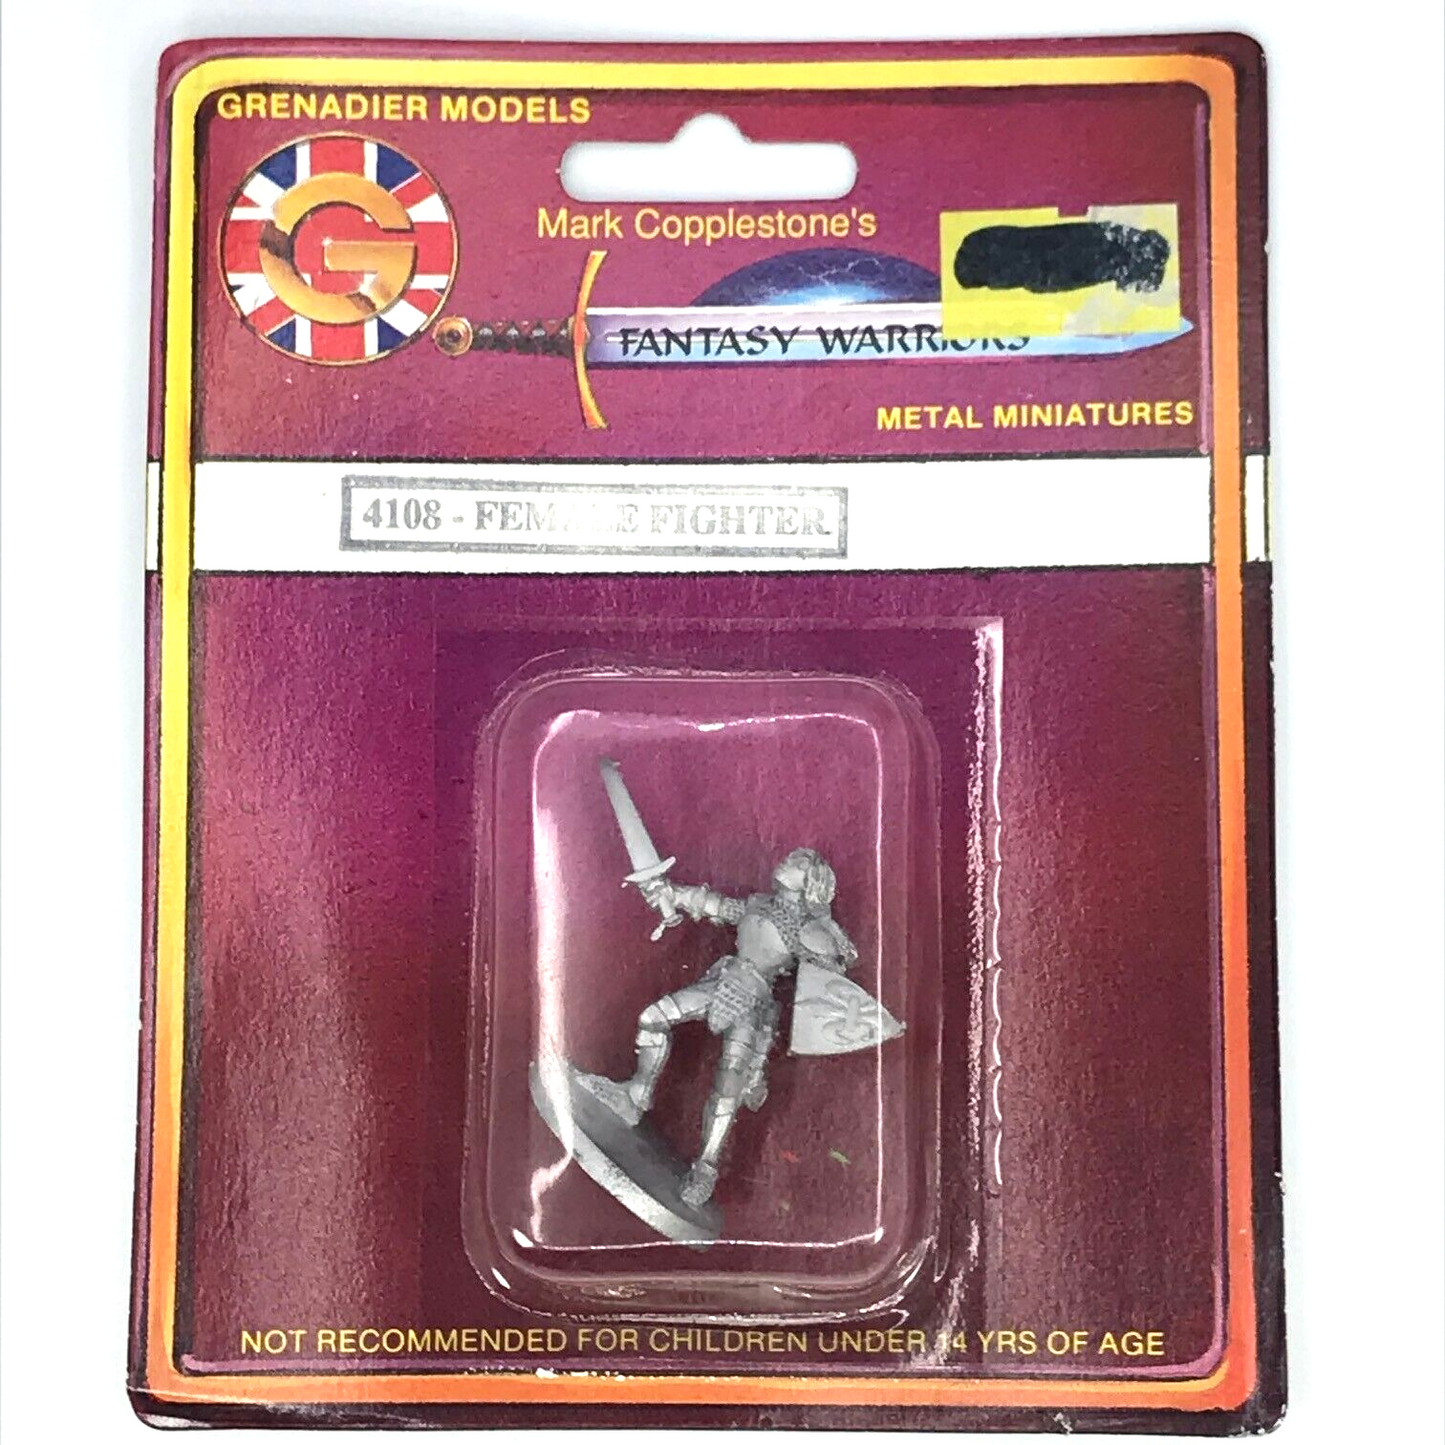 GRENADIER MODELS
G
Mark Copplestone's
FANTASY WARRIORS
METAL MINIATURES
4108 - FEMALE FIGHTER
NOT RECOMMENDED FOR CHILDREN UNDER 14 YRS OF AGE